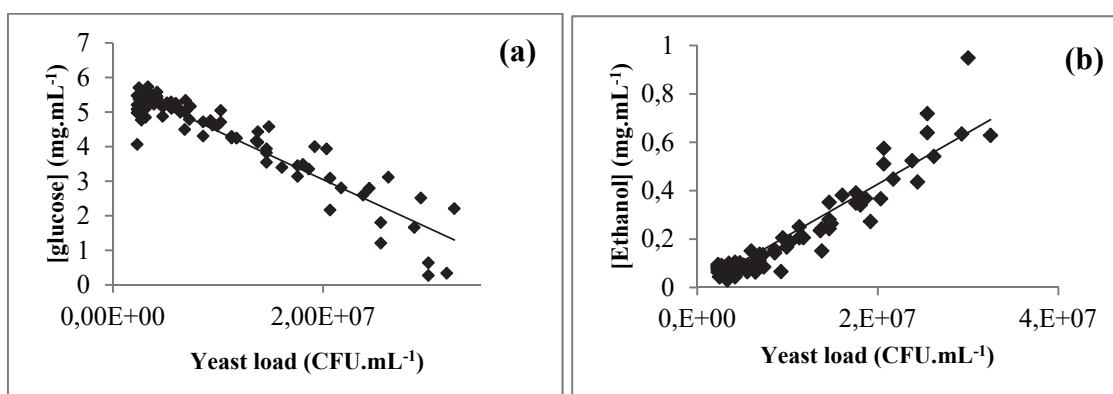 (a)
7
6
5
4
3
2
1
0
[glucose] (mg.mL⁻¹)
0,00E+00 2,00E+07
Yeast load (CFU.mL⁻¹)
(b)
1
0,8
0,6
0,4
0,2
0
[Ethanol] (mg.mL⁻¹)
0,E+00 2,E+07 4,E+07
Yeast load (CFU.mL⁻¹)